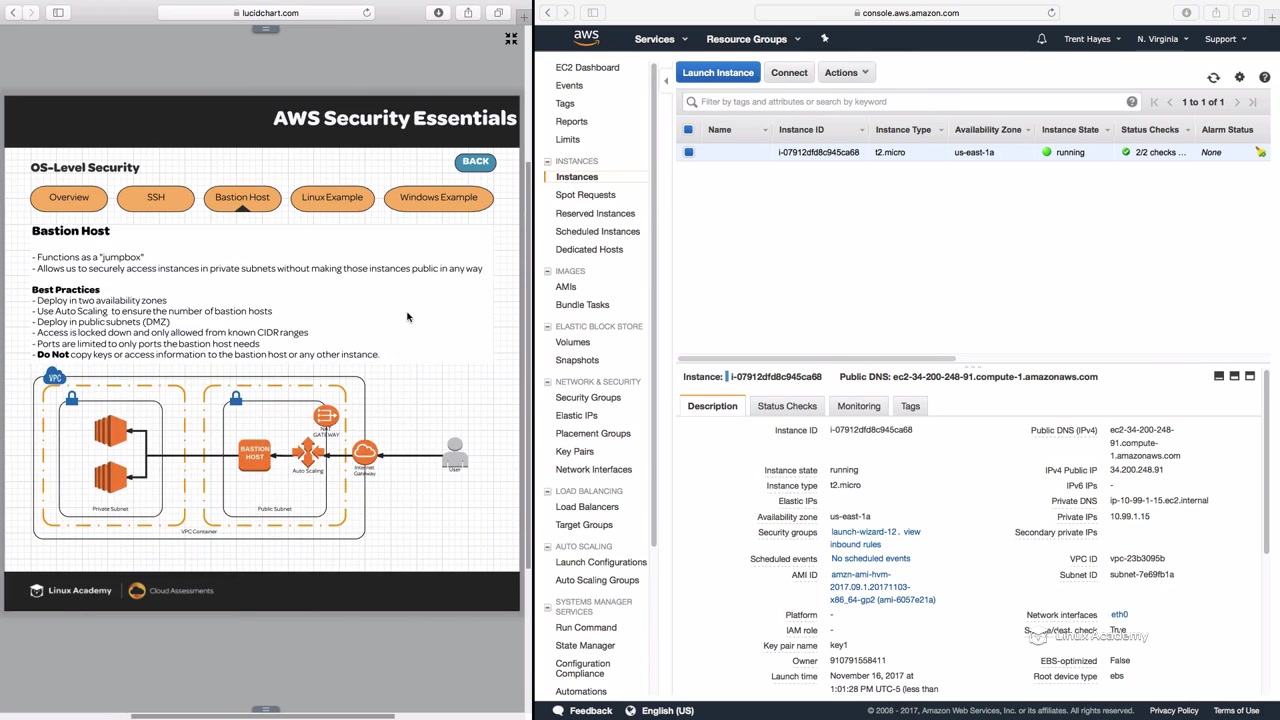 lucidchart.com
AWS Security Essentials
OS-Level Security
BACK
Overview
SSH
Bastion Host
Linux Example
Windows Example
Bastion Host
- Functions as a "jumpbox"
- Allows us to securely access instances in private subnets without making those instances public in any way
Best Practices
- Deploy in two availability zones
- Use Auto Scaling to ensure the number of bastion hosts
- Deploy in public subnets (DMZ)
- Access is locked down and only allowed from known CIDR ranges
- Ports are limited to only ports the bastion host needs
- Do Not copy keys or access information to the bastion host or any other instance.
VPC
NAT
GATEWAY
BASTION
HOST
Auto Scaling
Internet
Gateway
User
Private Subnet
Public Subnet
VPC Container
Linux Academy
Cloud Assessments
console.aws.amazon.com
aws
Services
Resource Groups
Trent Hayes
N. Virginia
Support
EC2 Dashboard
Events
Tags
Reports
Limits
INSTANCES
Instances
Spot Requests
Reserved Instances
Scheduled Instances
Dedicated Hosts
IMAGES
AMIs
Bundle Tasks
ELASTIC BLOCK STORE
Volumes
Snapshots
NETWORK & SECURITY
Security Groups
Elastic IPs
Placement Groups
Key Pairs
Network Interfaces
LOAD BALANCING
Load Balancers
Target Groups
AUTO SCALING
Launch Configurations
Auto Scaling Groups
SYSTEMS MANAGER
SERVICES
Run Command
State Manager
Configuration
Compliance
Automations
Launch Instance
Connect
Actions
Filter by tags and attributes or search by keyword
1 to 1 of 1
Name Instance ID Instance Type Availability Zone Instance State Status Checks Alarm Status
i-07912dfd8c945ca68 t2.micro us-east-1a running 2/2 checks ... None
Instance: i-07912dfd8c945ca68 Public DNS: ec2-34-200-248-91.compute-1.amazonaws.com
Description
Status Checks
Monitoring
Tags
Instance ID i-07912dfd8c945ca68
Instance state running
Instance type t2.micro
Elastic IPs
Availability zone us-east-1a
Security groups launch-wizard-12 . view
inbound rules
Scheduled events No scheduled events
AMI ID amzn-ami-hvm-
2017.09.1.20171103-
x86_64-gp2 (ami-6057e21a)
Platform -
IAM role -
Key pair name key1
Owner 910791558411
Launch time November 16, 2017 at
1:01:28 PM UTC-5 (less than
Public DNS (IPv4) ec2-34-200-248-
91.compute-
1.amazonaws.com
IPv4 Public IP 34.200.248.91
IPv6 IPs -
Private DNS ip-10-99-1-15.ec2.internal
Private IPs 10.99.1.15
Secondary private IPs
VPC ID vpc-23b3095b
Subnet ID subnet-7e69fb1a
Network interfaces eth0
Source/dest. check True
Linux Academy
EBS-optimized False
Root device type ebs
Feedback
English (US)
© 2008 - 2017, Amazon Web Services, Inc. or its affiliates. All rights reserved.
Privacy Policy
Terms of Use